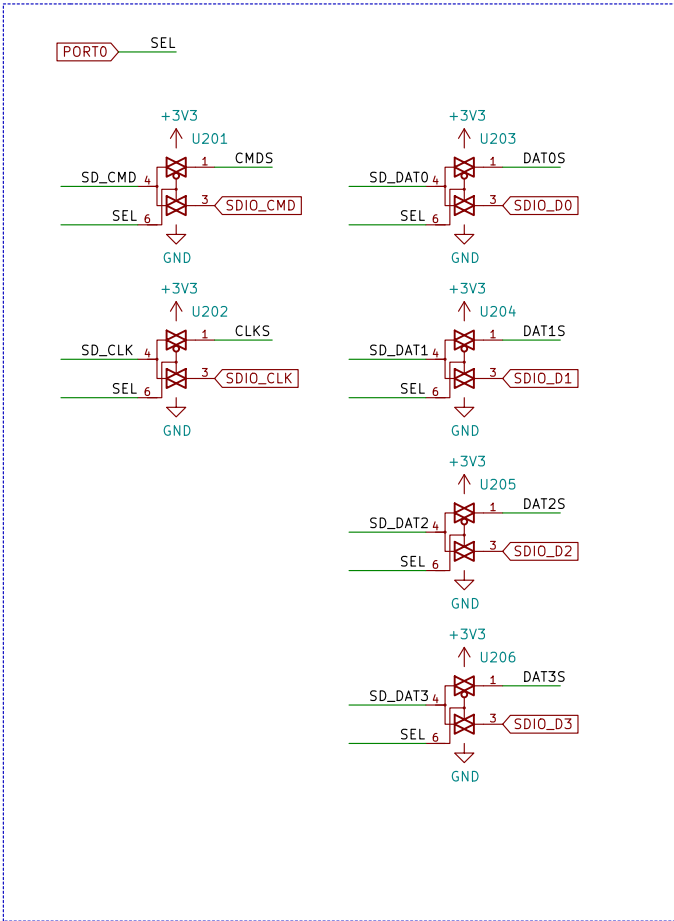 PORT0 SEL
+3V3
U201
1 CMDS
SD_CMD 4
3 SDIO_CMD
SEL 6
GND
+3V3
U203
1 DAT0S
SD_DAT0 4
3 SDIO_D0
SEL 6
GND
+3V3
U202
1 CLKS
SD_CLK 4
3 SDIO_CLK
SEL 6
GND
+3V3
U204
1 DAT1S
SD_DAT1 4
3 SDIO_D1
SEL 6
GND
+3V3
U205
1 DAT2S
SD_DAT2 4
3 SDIO_D2
SEL 6
GND
+3V3
U206
1 DAT3S
SD_DAT3 4
3 SDIO_D3
SEL 6
GND